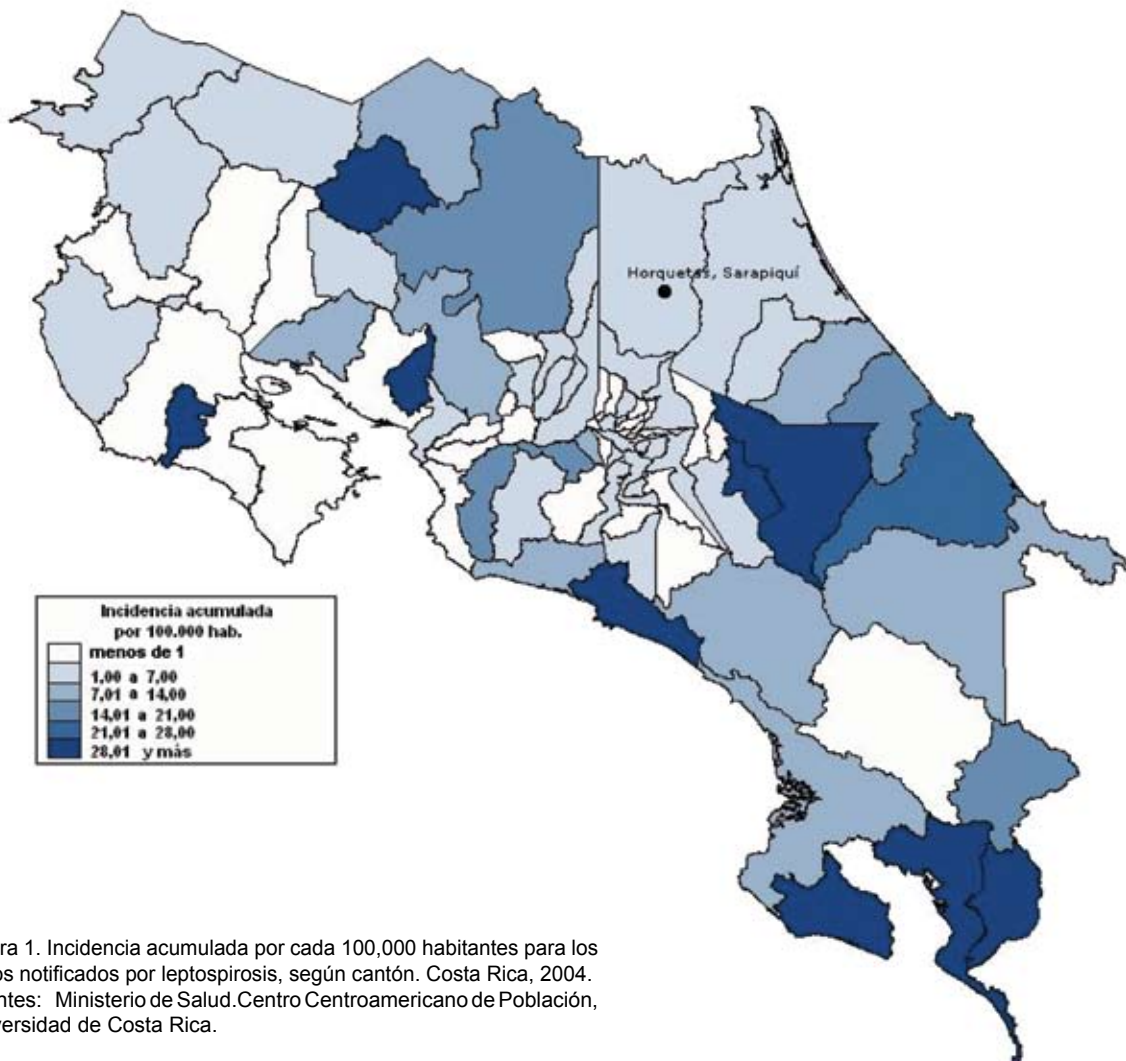 Horquetas, Sarapiquí
Incidencia acumulada
por 100.000 hab.
menos de 1
1,00 a 7,00
7,01 a 14,00
14,01 a 21,00
21,01 a 28,00
28,01 y más
ra 1. Incidencia acumulada por cada 100,000 habitantes para los
os notificados por leptospirosis, según cantón. Costa Rica, 2004.
ntes: Ministerio de Salud.Centro Centroamericano de Población,
versidad de Costa Rica.